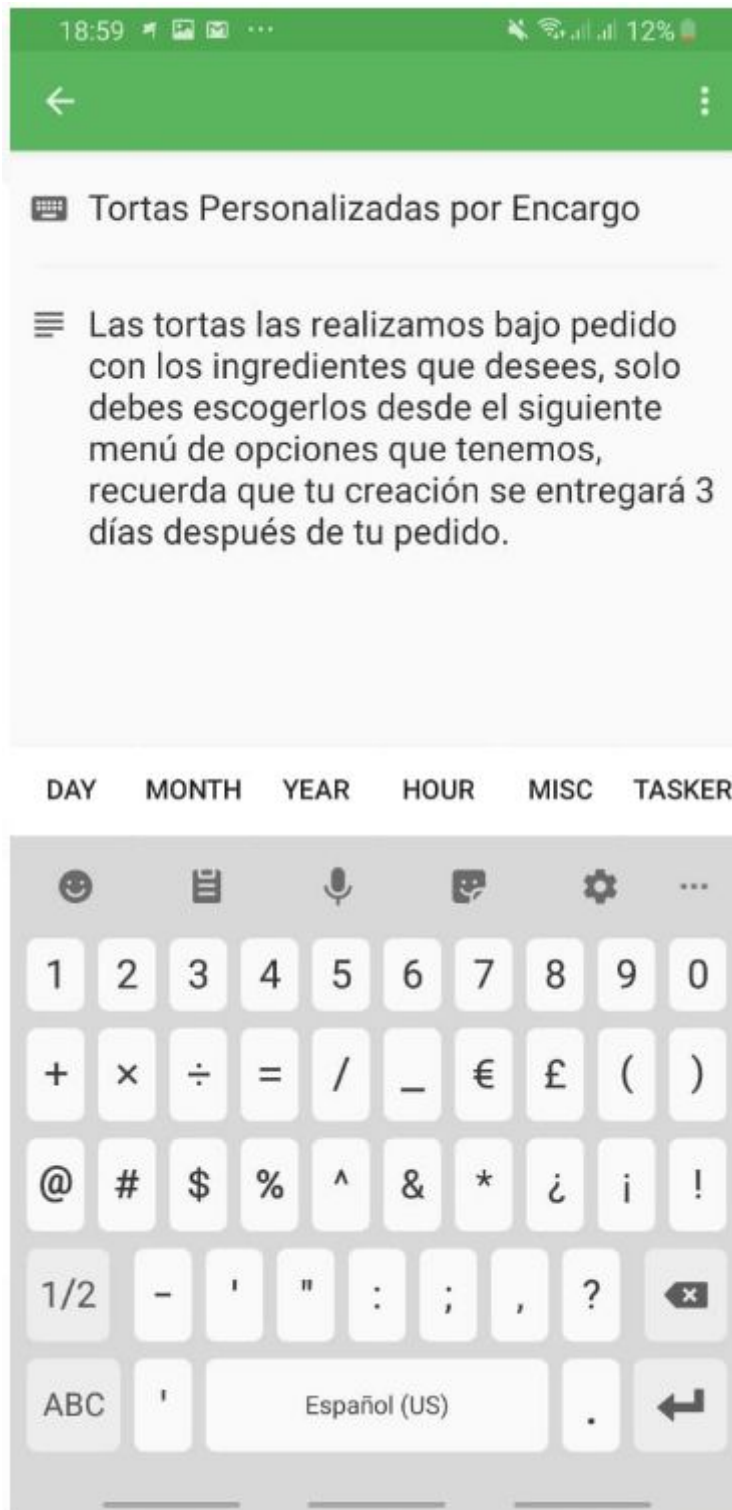 18:59 ... 12%
Tortas Personalizadas por Encargo
Las tortas las realizamos bajo pedido
con los ingredientes que desees, solo
debes escogerlos desde el siguiente
menú de opciones que tenemos,
recuerda que tu creación se entregará 3
días después de tu pedido.
DAY MONTH YEAR HOUR MISC TASKER
1 2 3 4 5 6 7 8 9 0
+ × ÷ = / _ € £ ( )
@ # $ % ^ & * ¿ ¡ !
1/2 - ' " : ; , ?
ABC ' Español (US) .